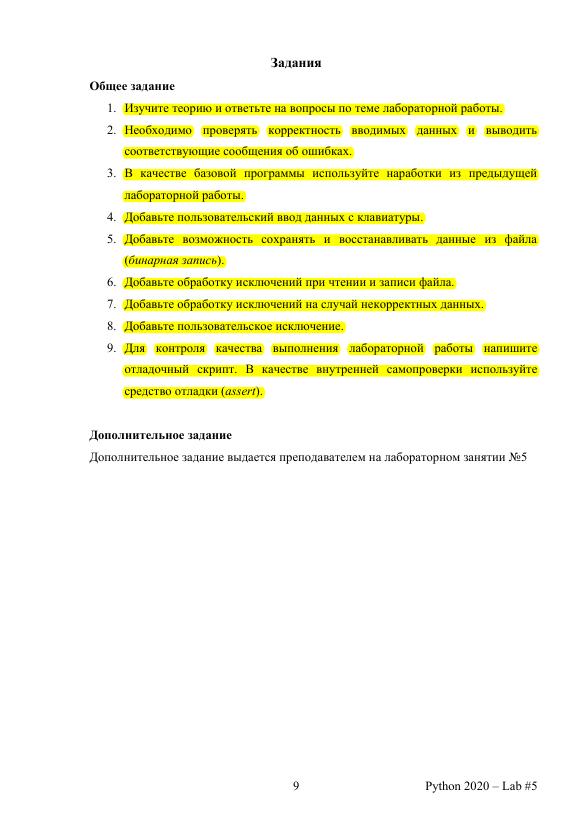 Задания
Общее задание
1. Изучите теорию и ответьте на вопросы по теме лабораторной работы.
2. Необходимо проверять корректность вводимых данных и выводить
соответствующие сообщения об ошибках.
3. В качестве базовой программы используйте наработки из предыдущей
лабораторной работы.
4. Добавьте пользовательский ввод данных с клавиатуры.
5. Добавьте возможность сохранять и восстанавливать данные из файла
(бинарная запись).
6. Добавьте обработку исключений при чтении и записи файла.
7. Добавьте обработку исключений на случай некорректных данных.
8. Добавьте пользовательское исключение.
9. Для контроля качества выполнения лабораторной работы напишите
отладочный скрипт. В качестве внутренней самопроверки используйте
средство отладки (assert).
Дополнительное задание
Дополнительное задание выдается преподавателем на лабораторном занятии №5
9 Python 2020 – Lab #5